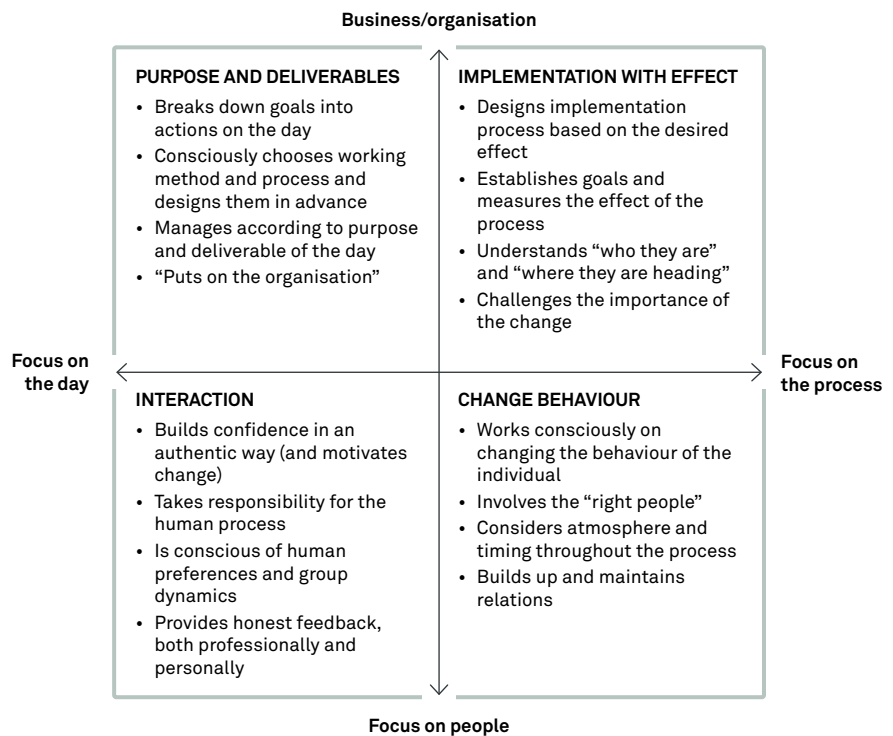 Business/organisation
PURPOSE AND DELIVERABLES
• Breaks down goals into
actions on the day
• Consciously chooses working
method and process and
designs them in advance
• Manages according to purpose
and deliverable of the day
• “Puts on the organisation”
IMPLEMENTATION WITH EFFECT
• Designs implementation
process based on the desired
effect
• Establishes goals and
measures the effect of the
process
• Understands “who they are”
and “where they are heading”
• Challenges the importance of
the change
Focus on
the day
Focus on
the process
INTERACTION
• Builds confidence in an
authentic way (and motivates
change)
• Takes responsibility for the
human process
• Is conscious of human
preferences and group
dynamics
• Provides honest feedback,
both professionally and
personally
CHANGE BEHAVIOUR
• Works consciously on
changing the behaviour of the
individual
• Involves the “right people”
• Considers atmosphere and
timing throughout the process
• Builds up and maintains
relations
Focus on people